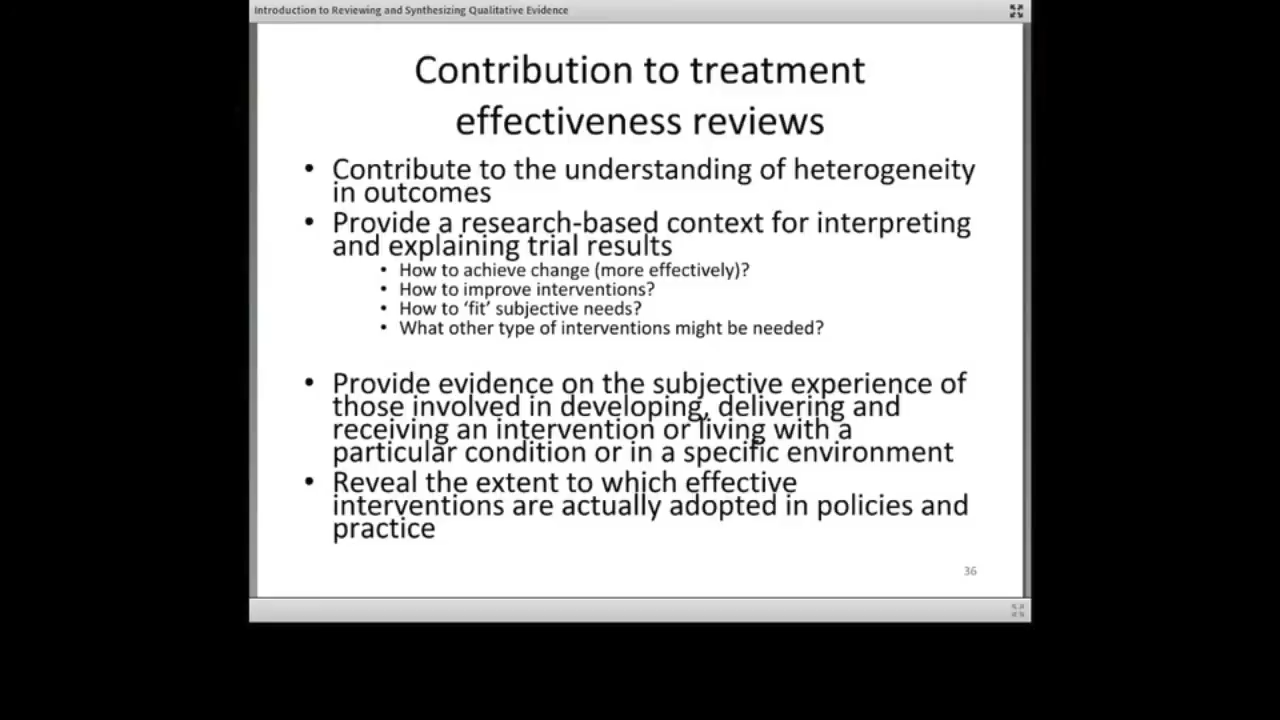 Introduction to Reviewing and Synthesizing Qualitative Evidence
Contribution to treatment
effectiveness reviews
• Contribute to the understanding of heterogeneity
in outcomes
• Provide a research-based context for interpreting
and explaining trial results
• How to achieve change (more effectively)?
• How to improve interventions?
• How to ‘fit’ subjective needs?
• What other type of interventions might be needed?
• Provide evidence on the subjective experience of
those involved in developing, delivering and
receiving an intervention or living with a
particular condition or in a specific environment
• Reveal the extent to which effective
interventions are actually adopted in policies and
practice
36